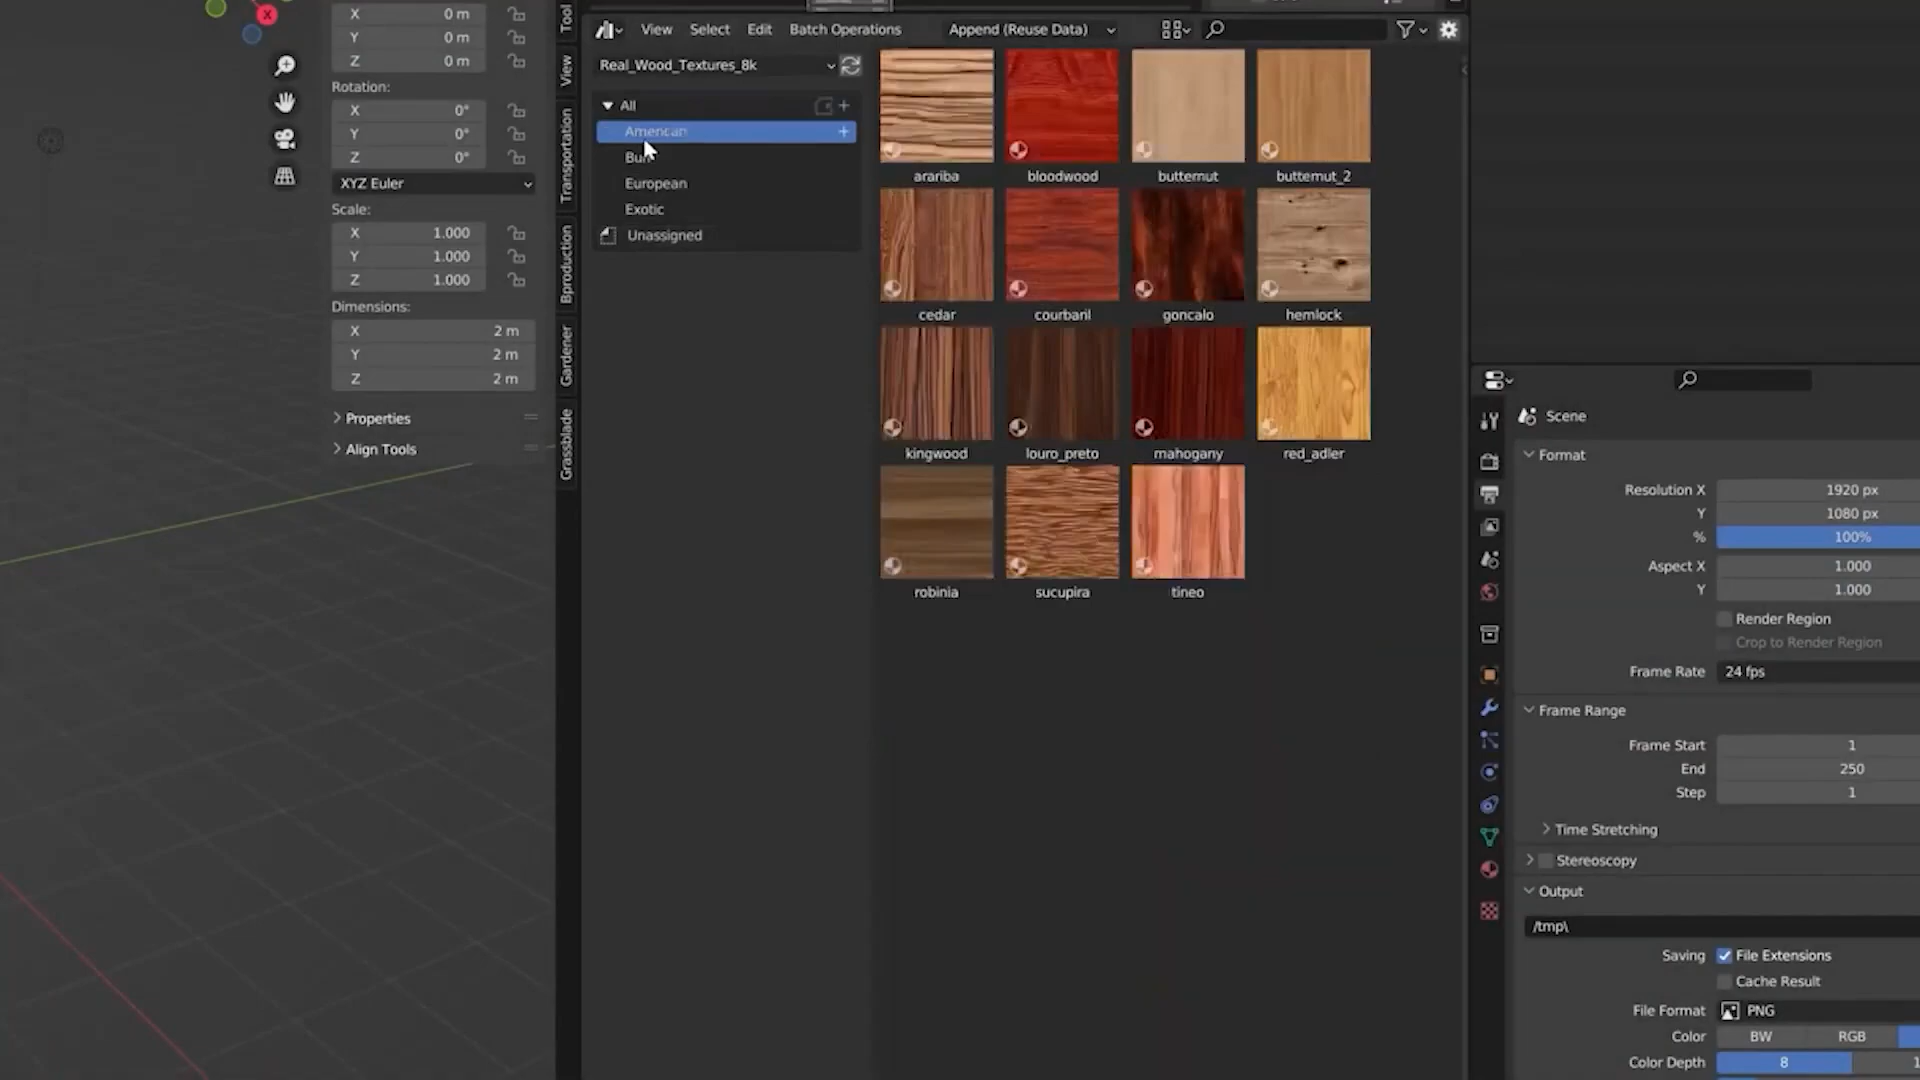 X 0 m
Y 0 m
Z 0 m
Rotation:
X 0°
Y 0°
Z 0°
XYZ Euler
Scale:
X 1.000
Y 1.000
Z 1.000
Dimensions:
X 2 m
Y 2 m
Z 2 m
Properties
Align Tools
X
Tool
View
Transportation
Bproduction
Gardener
Grassblade
View Select Edit Batch Operations Append (Reuse Data)
Real_Wood_Textures_8k
All
American
European
Exotic
Unassigned
arariba bloodwood butternut butternut_2
cedar courbaril goncalo hemlock
kingwood louro_preto mahogany red_adler
robinia sucupira tineo
Scene
Format
Resolution X 1920 px
Y 1080 px
% 100%
Aspect X 1.000
Y 1.000
Render Region
Crop to Render Region
Frame Rate 24 fps
Frame Range
Frame Start 1
End 250
Step 1
Time Stretching
Stereoscopy
Output
/tmp\
Saving File Extensions
Cache Result
File Format PNG
Color BW RGB
Color Depth 8